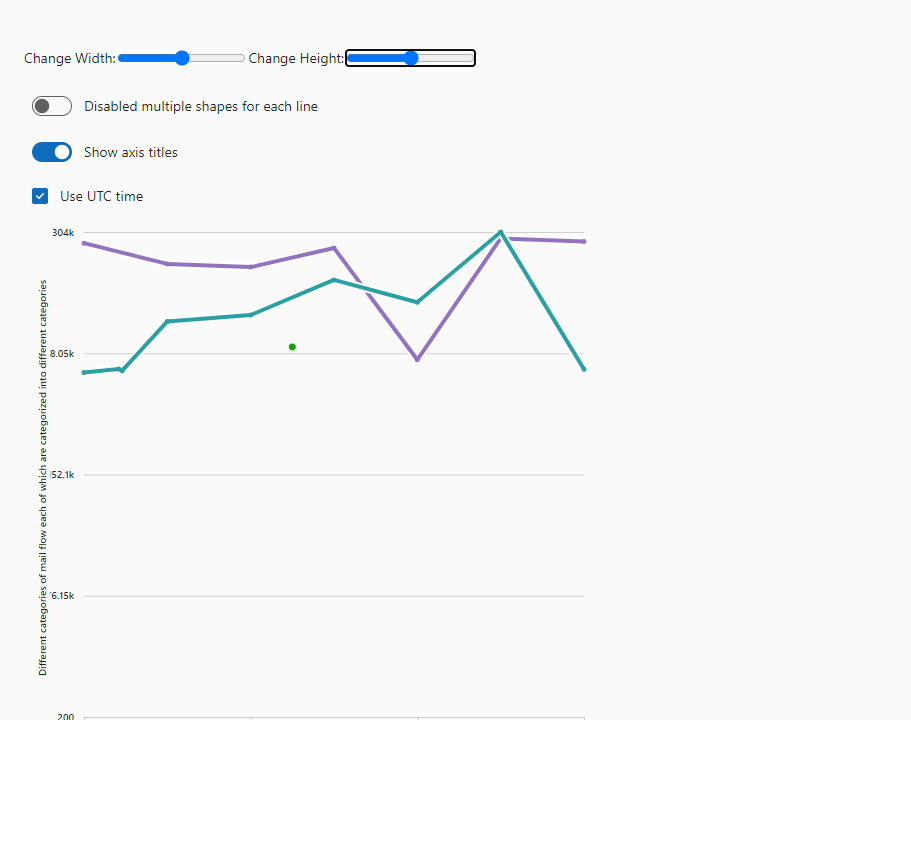 Change Width: Change Height:
Disabled multiple shapes for each line
Show axis titles
Use UTC time
304k
8.05k
52.1k
6.15k
200
Different categories of mail flow each of which are categorized into different categories